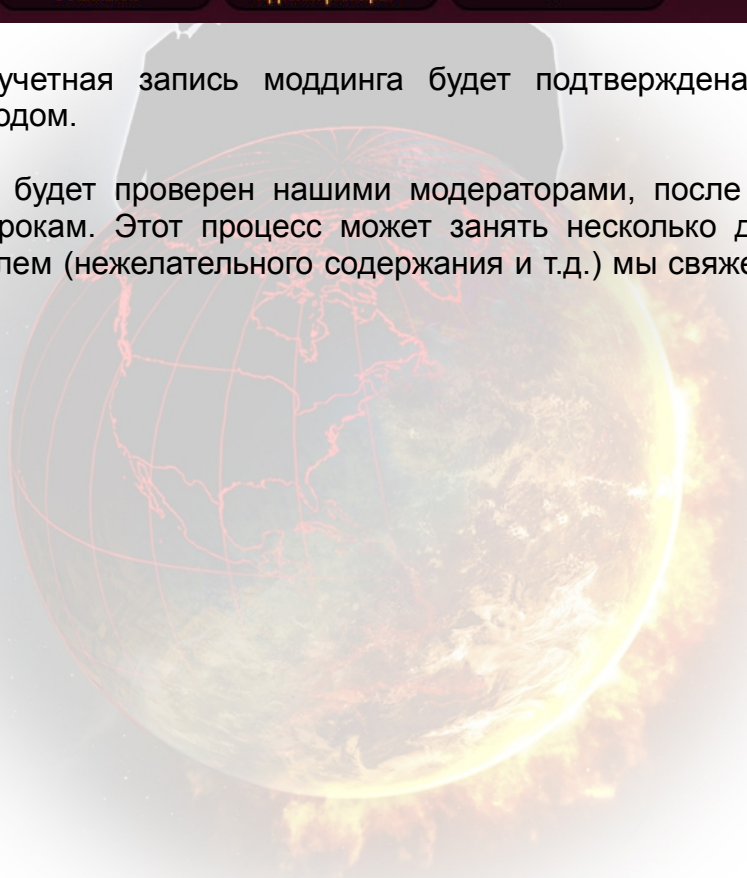 учетная запись моддинга будет подтверждена
одом.
будет проверен нашими модераторами, после
рокам. Этот процесс может занять несколько д
лем (нежелательного содержания и т.д.) мы свяже